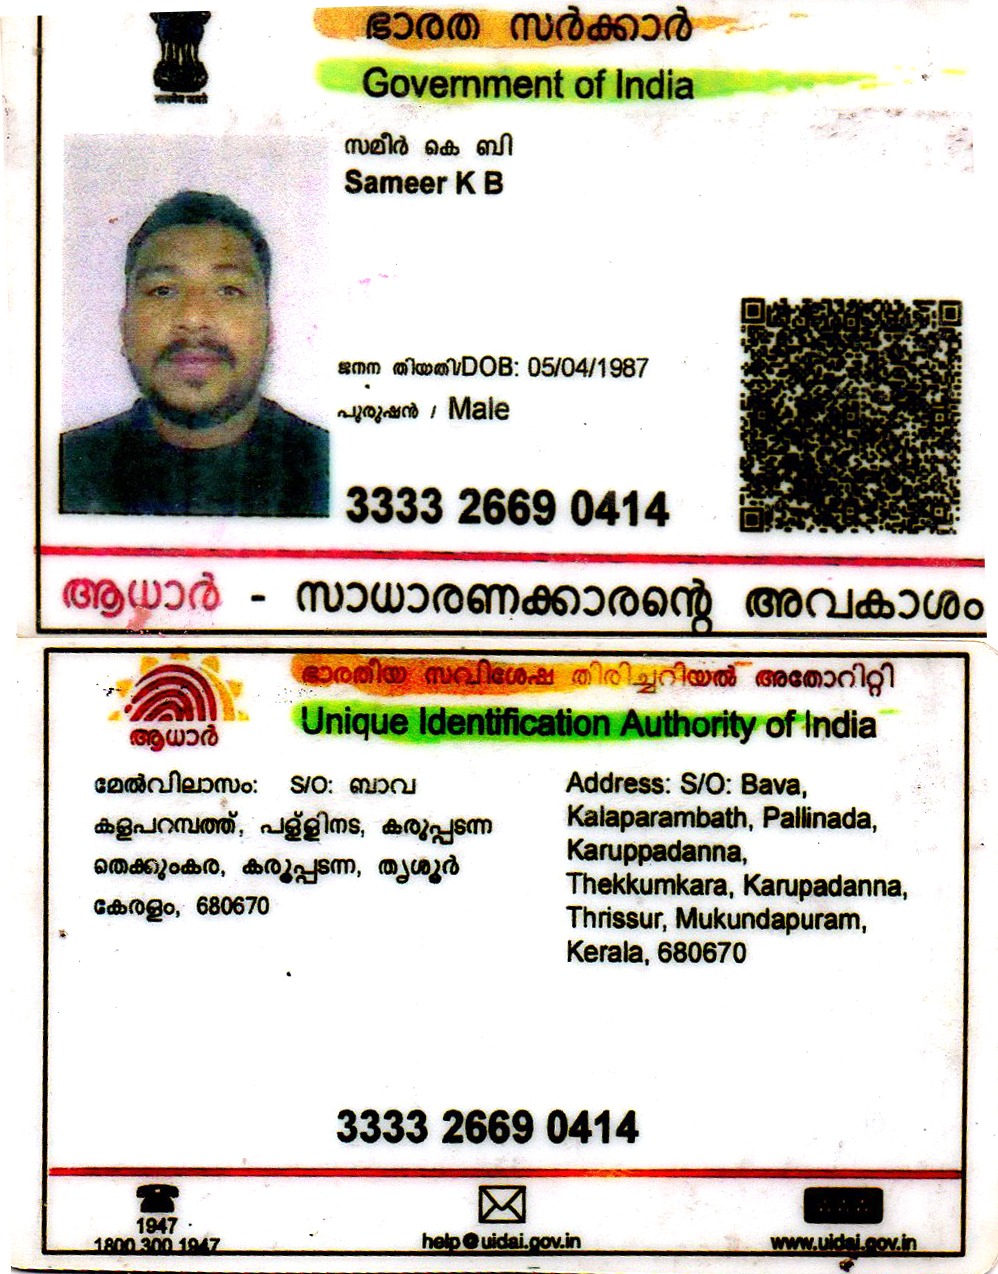 ഭാരത സർക്കാർ
Government of India
സമീർ കെ ബി
Sameer K B
ജനന തിയതി/DOB: 05/04/1987
പുരുഷൻ / Male
3333 2669 0414
ആധാർ - സാധാരണക്കാരന്റെ അവകാശം
ഭാരതിയ സവിശേഷ തിരിച്ചറിയൽ അതോറിറ്റി
Unique Identification Authority of India
ആധാർ
മേൽവിലാസം: S/O: ബാവ
കളപറമ്പത്ത്, പള്ളിനട, കരുപ്പടന്ന
തെക്കുംകര, കരൂപ്പടന്ന, തൃശൂർ
കേരളം, 680670
Address: S/O: Bava,
Kalaparambath, Pallinada,
Karuppadanna,
Thekkumkara, Karupadanna,
Thrissur, Mukundapuram,
Kerala, 680670
3333 2669 0414
1947
1800 300 1947
help@uidai.gov.in
www.uidai.gov.in